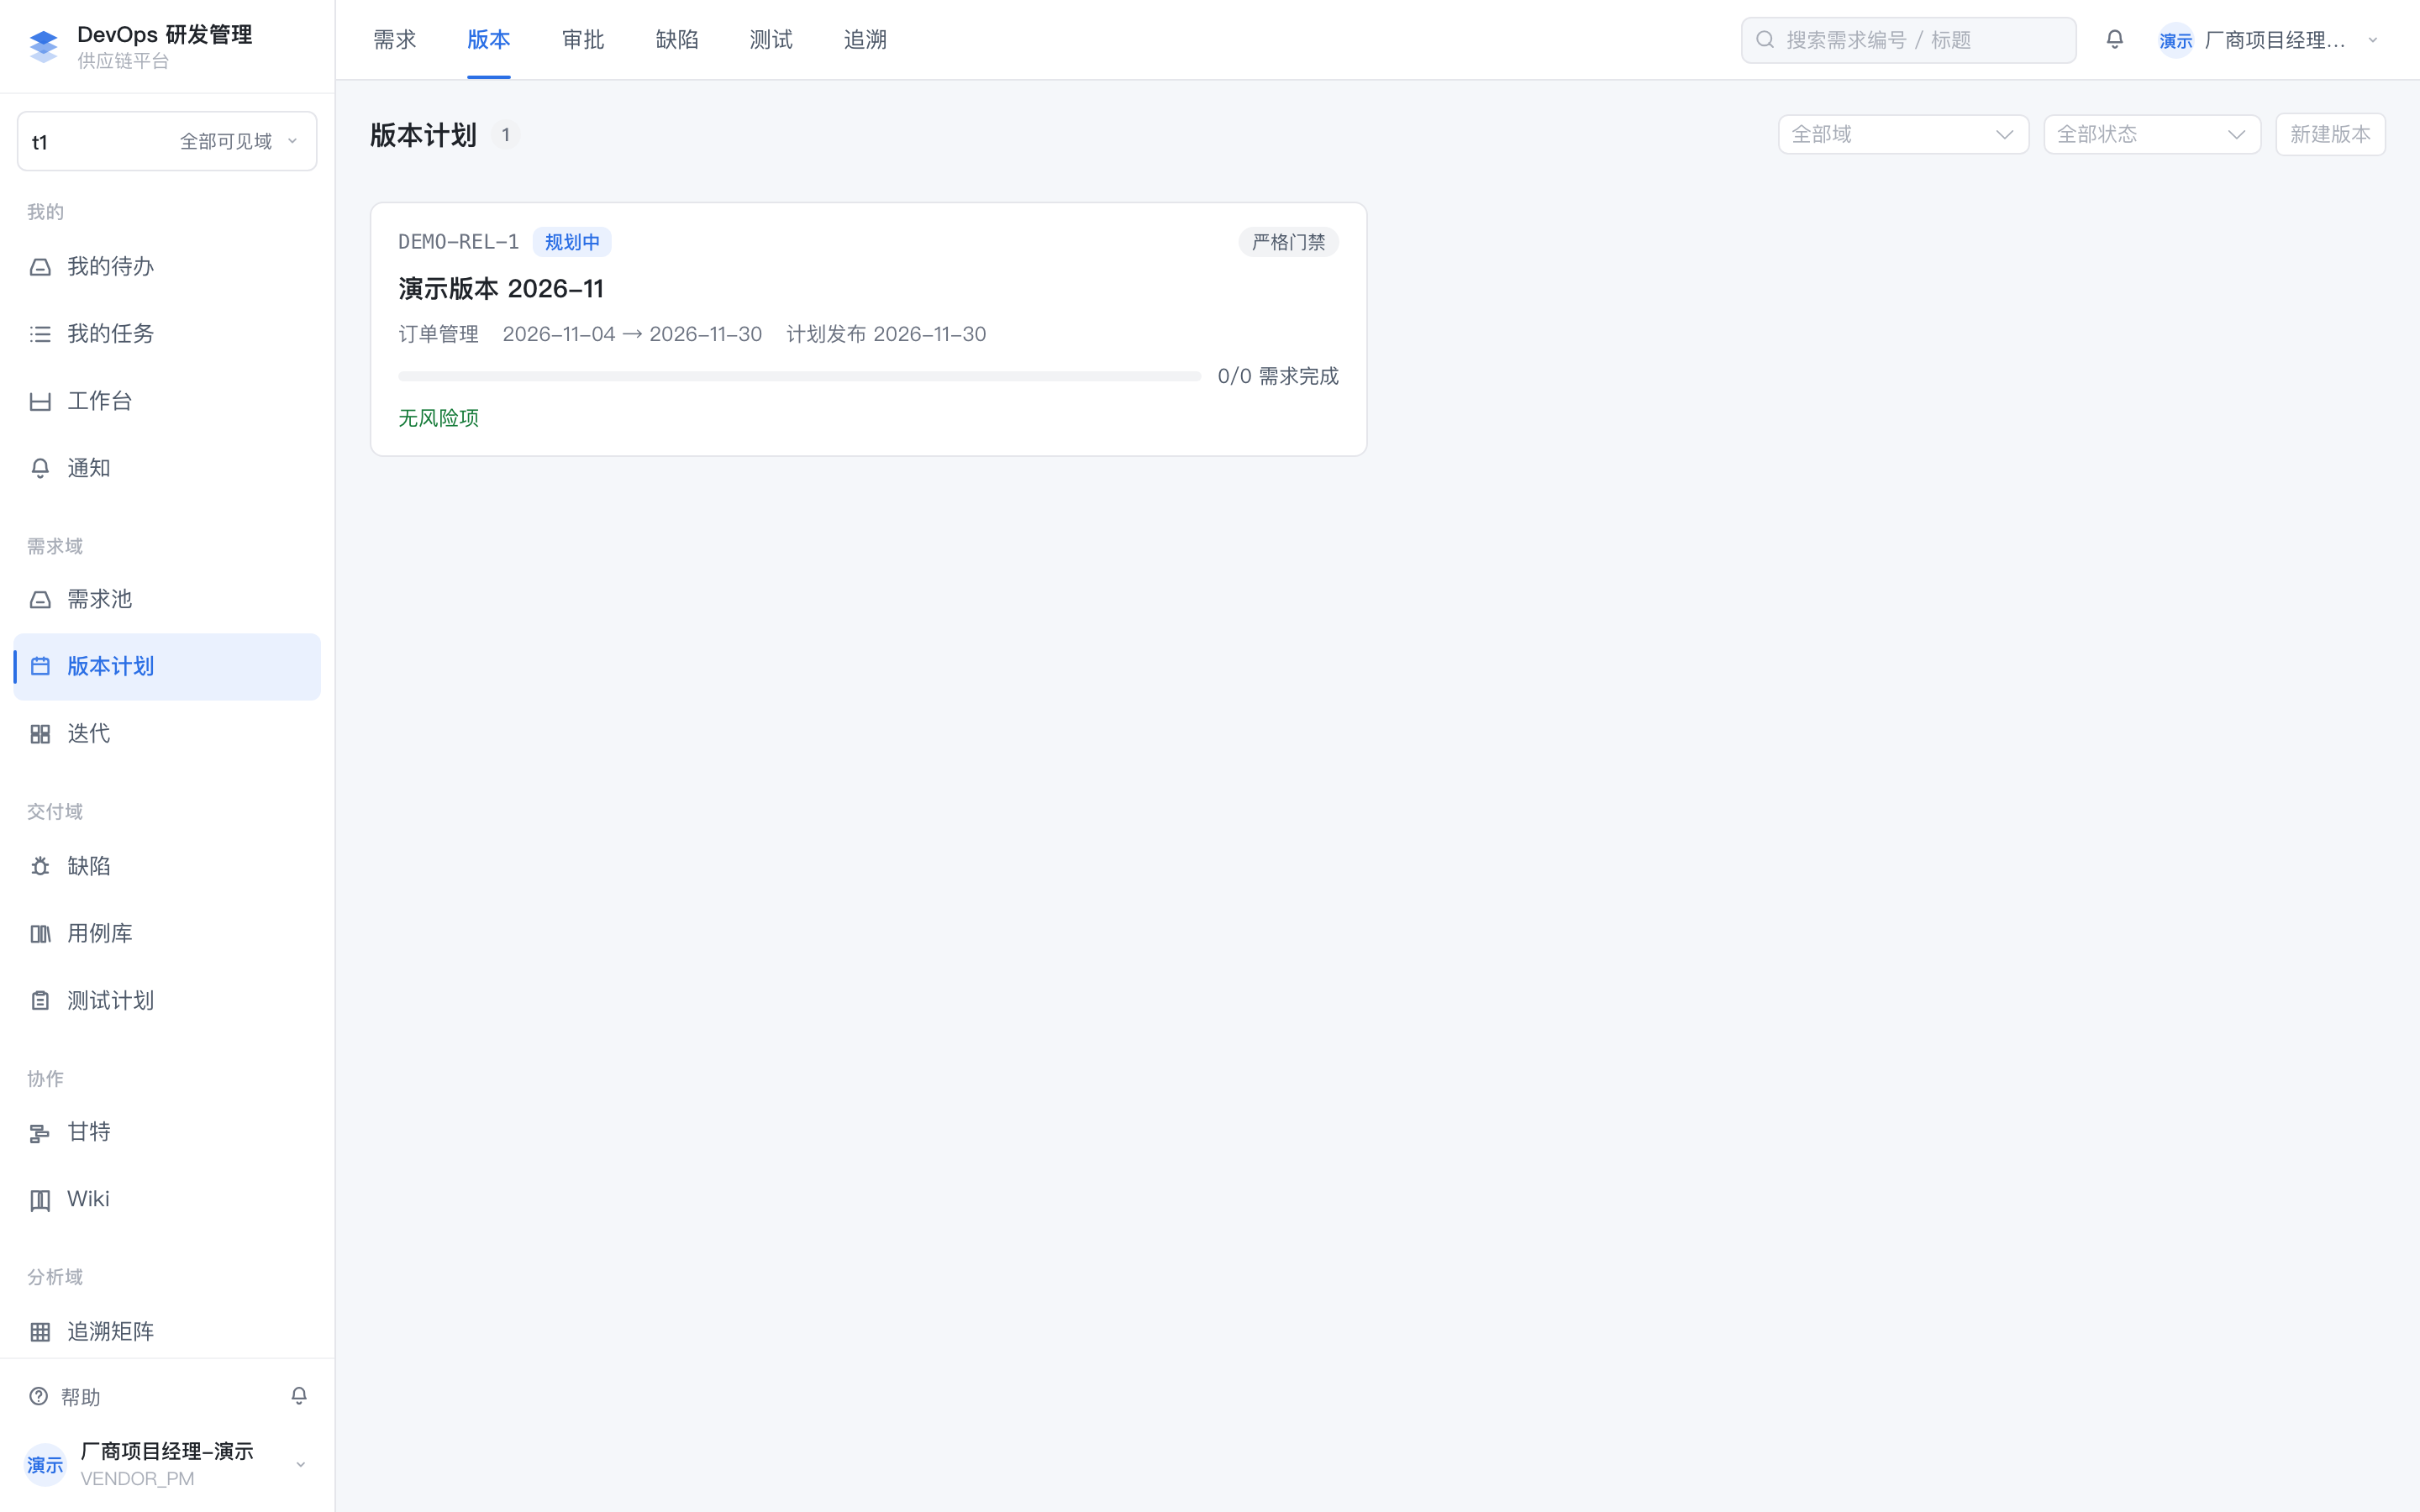 DevOps 研发管理
供应链平台
t1 全部可见域
我的
我的待办
我的任务
工作台
通知
需求域
需求池
版本计划
迭代
交付域
缺陷
用例库
测试计划
协作
甘特
Wiki
分析域
追溯矩阵
帮助
演示 厂商项目经理-演示
VENDOR_PM
需求 版本 审批 缺陷 测试 追溯
搜索需求编号 / 标题
演示 厂商项目经理...
版本计划 1
全部域 全部状态 新建版本
DEMO-REL-1 规划中 严格门禁
演示版本 2026-11
订单管理 2026-11-04 → 2026-11-30 计划发布 2026-11-30
0/0 需求完成
无风险项